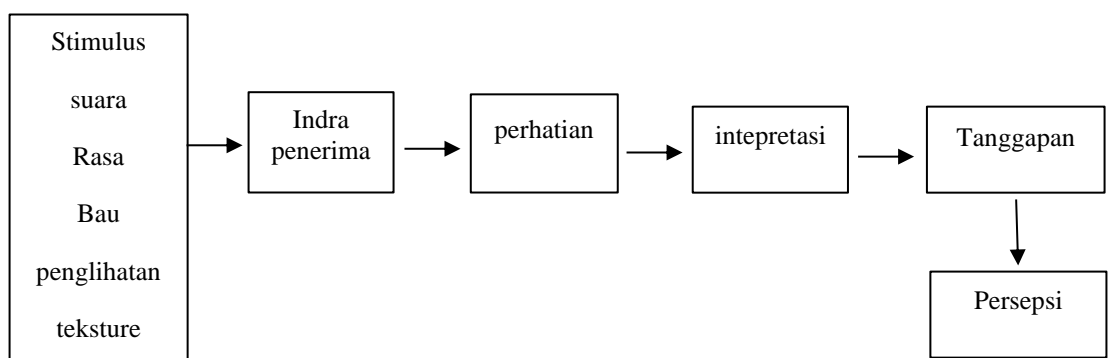 Stimulus
suara
Rasa
Bau
penglihatan
teksture
Indra
penerima
perhatian
intepretasi
Tanggapan
Persepsi